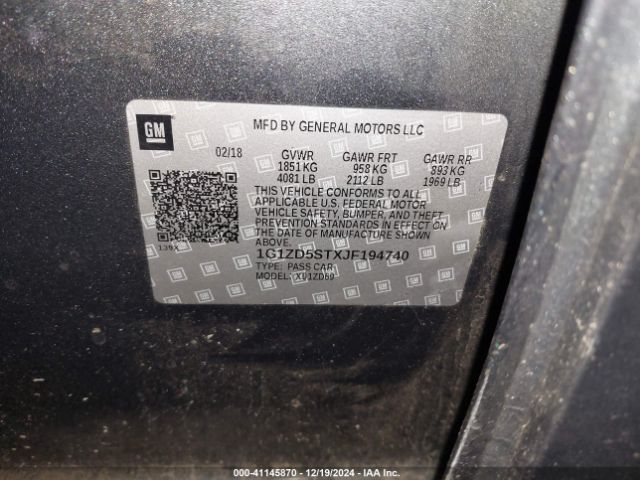 GM
MFD BY GENERAL MOTORS LLC
02/18 GVWR GAWR FRT GAWR RR
1851 KG 958 KG 893 KG
4081 LB 2112 LB 1969 LB
THIS VEHICLE CONFORMS TO ALL
APPLICABLE U.S. FEDERAL MOTOR
VEHICLE SAFETY, BUMPER, AND THEFT
PREVENTION STANDARDS IN EFFECT ON
THE DATE OF MANUFACTURE SHOWN
ABOVE.
1G1ZD5STXJF194740
TYPE: PASS CAR
MODEL: XU1ZD69
000-41145870 | 12/19/2024 | IAA Inc.